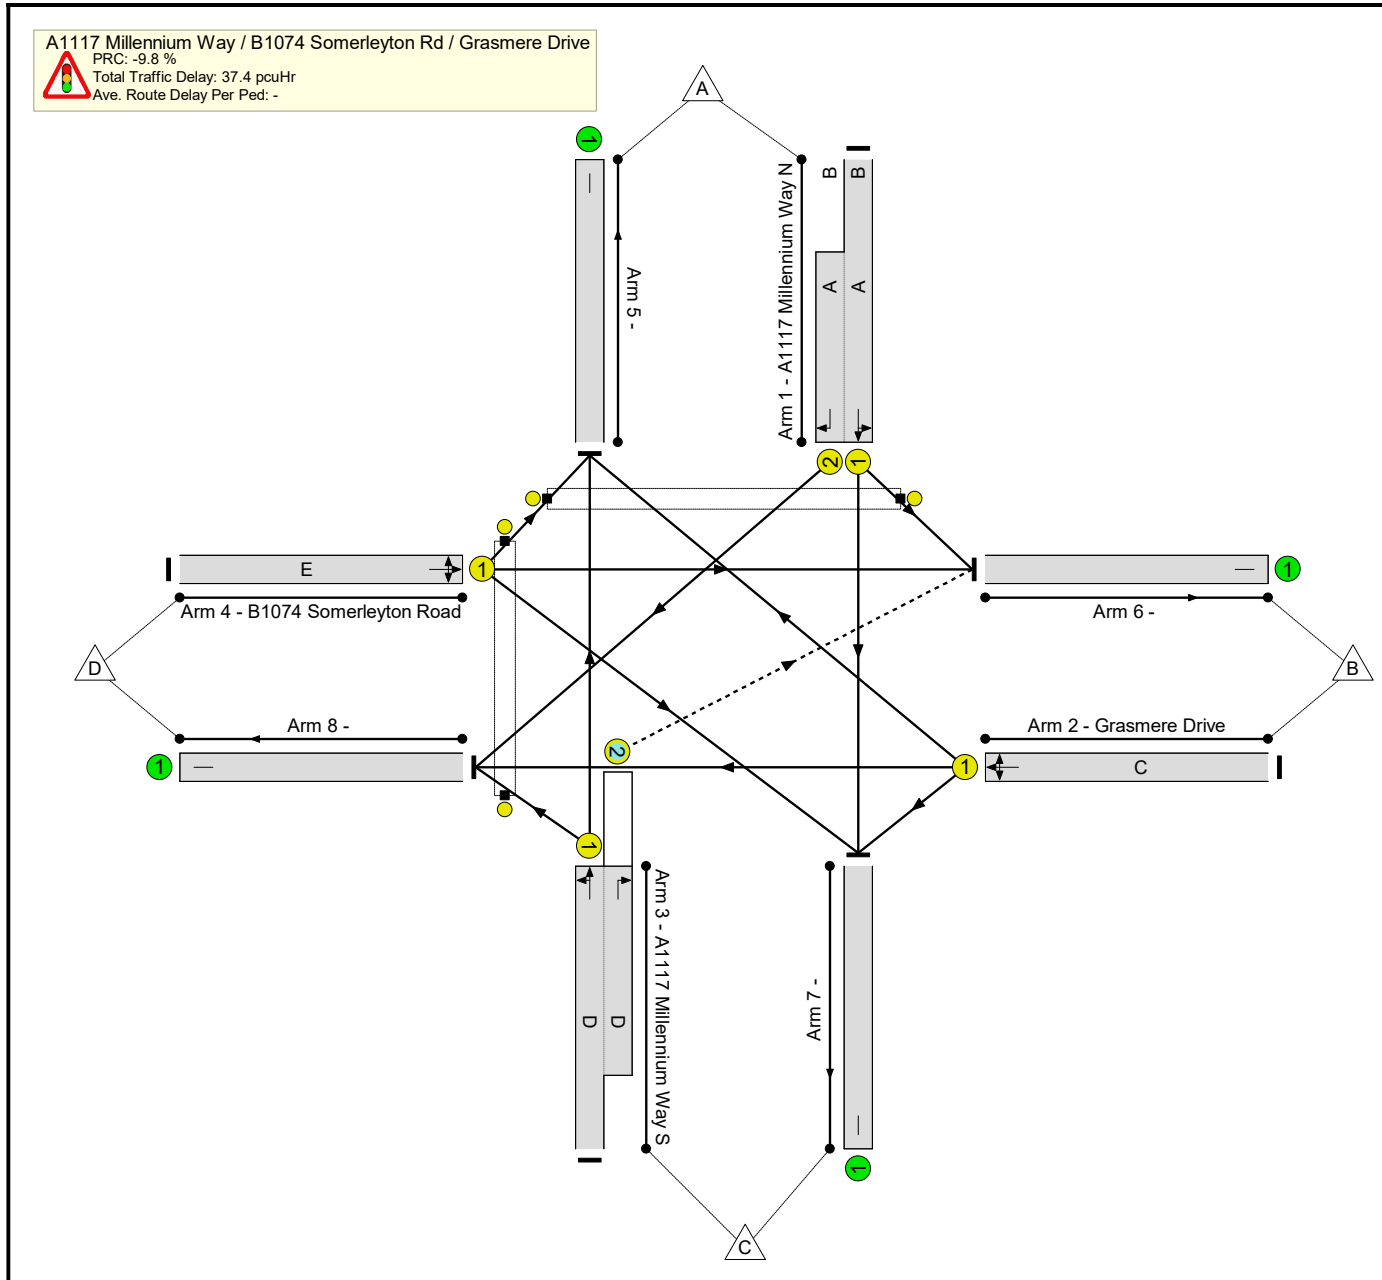 A1117 Millennium Way / B1074 Somerleyton Rd / Grasmere Drive
PRC: -9.8 %
Total Traffic Delay: 37.4 pcuHr
Ave. Route Delay Per Ped: -
A
1
B
B
Arm 1 - A1117 Millennium Way N
Arm 5 -
A
A
2
1
E
1
1
Arm 4 - B1074 Somerleyton Road
Arm 6 -
D
B
Arm 8 -
Arm 2 - Grasmere Drive
2
1
1
C
1
Arm 3 - A1117 Millennium Way S
Arm 7 -
D
D
1
C